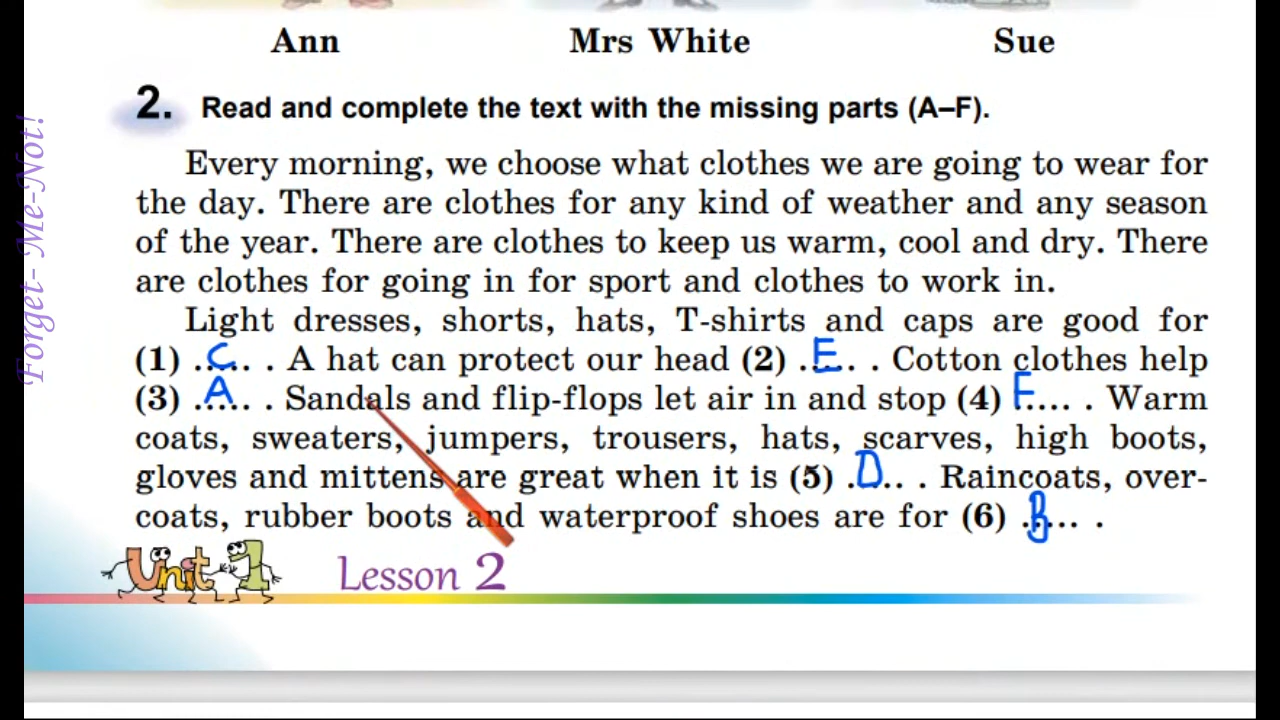 Ann Mrs White Sue
2. Read and complete the text with the missing parts (A–F).
Every morning, we choose what clothes we are going to wear for
the day. There are clothes for any kind of weather and any season
of the year. There are clothes to keep us warm, cool and dry. There
are clothes for going in for sport and clothes to work in.
Light dresses, shorts, hats, T-shirts and caps are good for
(1) ..C.. . A hat can protect our head (2) ..E.. . Cotton clothes help
(3) ..A.. . Sandals and flip-flops let air in and stop (4) F..... . Warm
coats, sweaters, jumpers, trousers, hats, scarves, high boots,
gloves and mittens are great when it is (5) .D... . Raincoats, over-
coats, rubber boots and waterproof shoes are for (6) .B... .
Unit 1 Lesson 2
Forget-Me-Not!